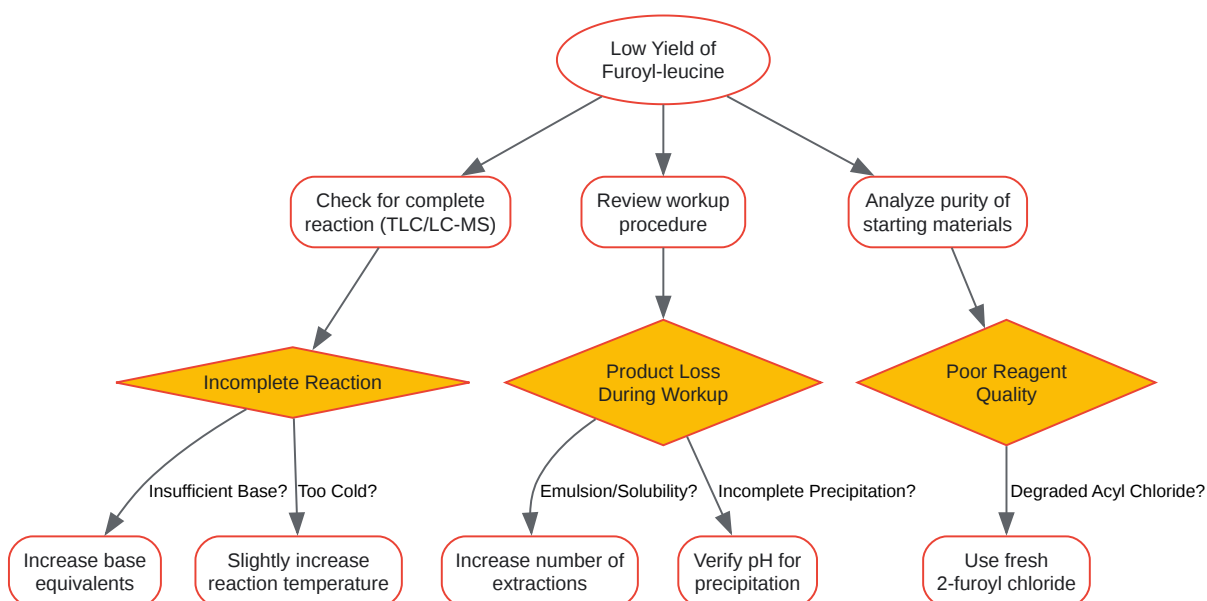 Low Yield of
Furoyl-leucine
Check for complete
reaction (TLC/LC-MS)
Review workup
procedure
Analyze purity of
starting materials
Incomplete Reaction
Product Loss
During Workup
Poor Reagent
Quality
Insufficient Base?
Too Cold?
Emulsion/Solubility?
Incomplete Precipitation?
Degraded Acyl Chloride?
Increase base
equivalents
Slightly increase
reaction temperature
Increase number of
extractions
Verify pH for
precipitation
Use fresh
2-furoyl chloride